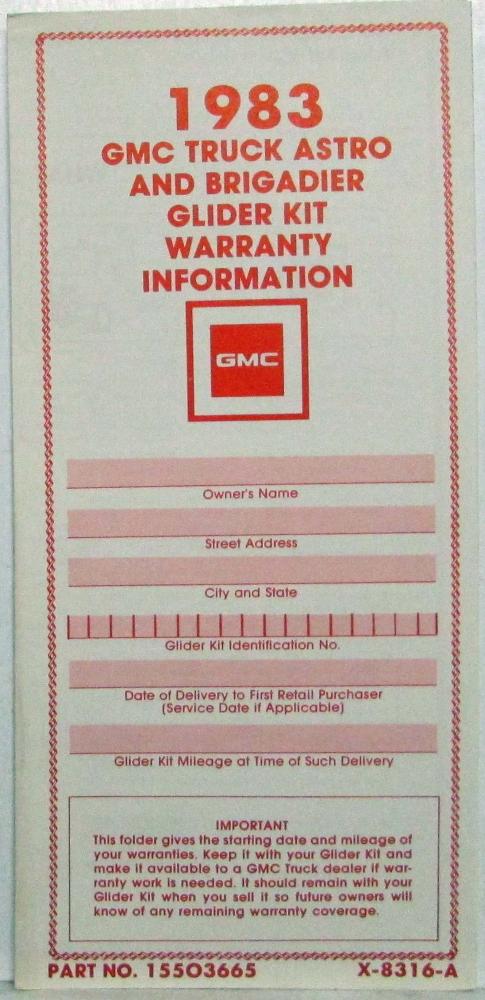 1983
GMC TRUCK ASTRO
AND BRIGADIER
GLIDER KIT
WARRANTY
INFORMATION
GMC
Owner's Name
Street Address
City and State
Glider Kit Identification No.
Date of Delivery to First Retail Purchaser
(Service Date if Applicable)
Glider Kit Mileage at Time of Such Delivery
IMPORTANT
This folder gives the starting date and mileage of
your warranties. Keep it with your Glider Kit and
make it available to a GMC Truck dealer if war-
ranty work is needed. It should remain with your
Glider Kit when you sell it so future owners will
know of any remaining warranty coverage.
PART NO. 15503665 X-8316-A